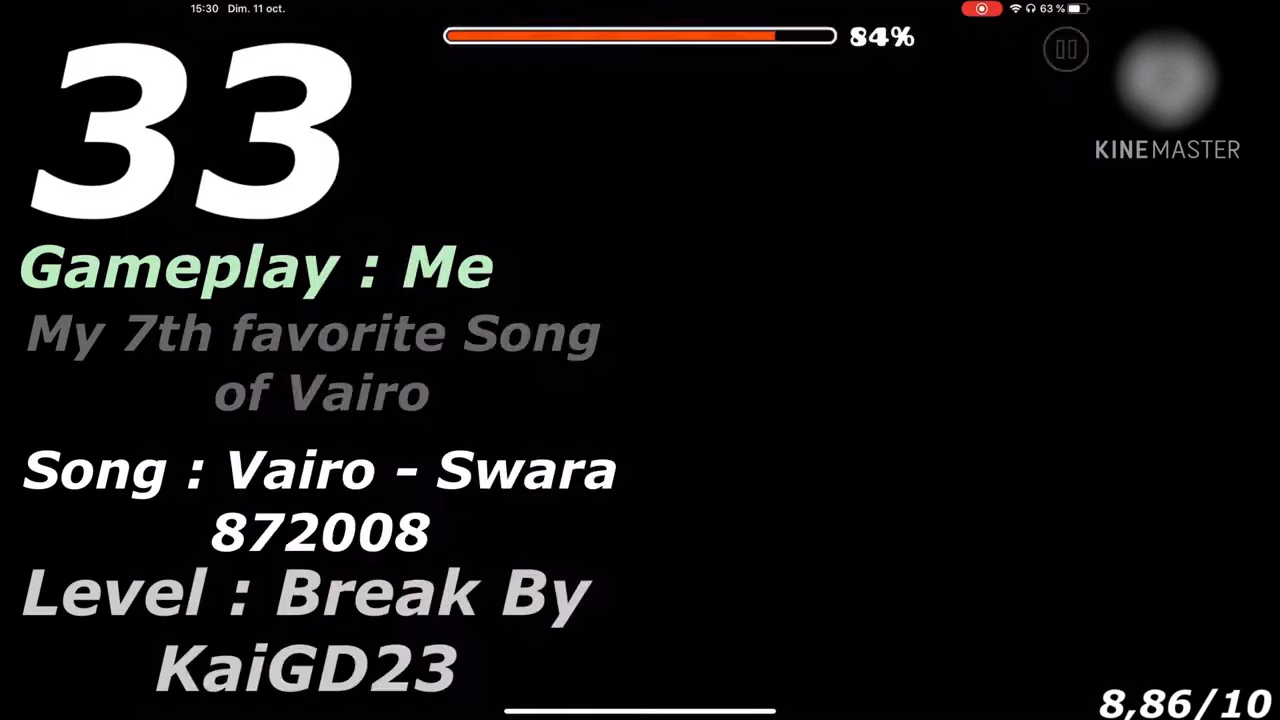 15:30 Dim. 11 oct.
63 %
84%
33
KINEMASTER
Gameplay : Me
My 7th favorite Song
of Vairo
Song : Vairo - Swara
872008
Level : Break By
KaiGD23
8,86/10